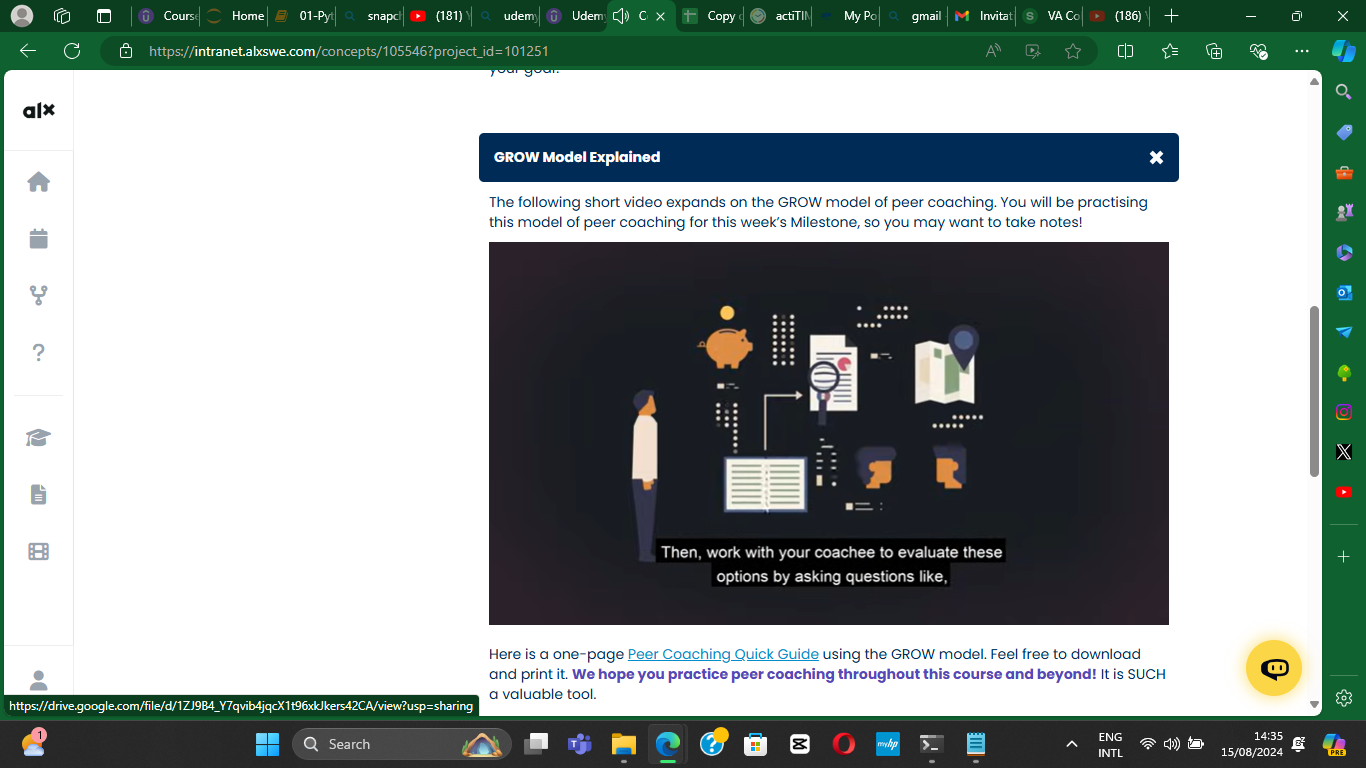 Course
Home
01-Pyt
snapch
(181) Y
udemy
Udemy
C
Copy o
actiTIM
My Po
gmail -
Invitat
VA Co
(186) Y
https://intranet.alxswe.com/concepts/105546?project_id=101251
your goal.
alx
GROW Model Explained
The following short video expands on the GROW model of peer coaching. You will be practising
this model of peer coaching for this week's Milestone, so you may want to take notes!
Then, work with your coachee to evaluate these
options by asking questions like,
Here is a one-page Peer Coaching Quick Guide using the GROW model. Feel free to download
and print it. We hope you practice peer coaching throughout this course and beyond! It is SUCH
a valuable tool.
https://drive.google.com/file/d/1ZJ9B4_Y7qvib4jqcX1t96xkJkers42CA/view?usp=sharing
1
Search
myhp
ENG
INTL
14:35
15/08/2024
PRE